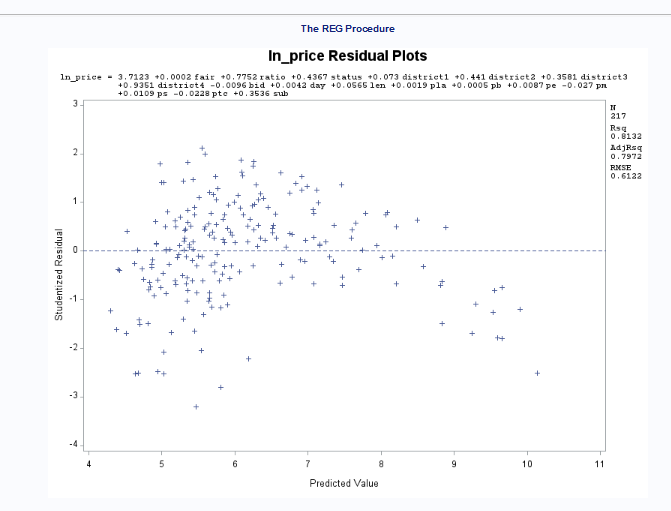 The REG Procedure
ln_price Residual Plots
ln_price = 3.7123 +0.0002 fair +0.7752 ratio +0.4367 status +0.073 district1 +0.441 district2 +0.3581 district3
+0.9351 district4 -0.0096 bid +0.0042 day +0.0565 len +0.0019 pla +0.0005 pb +0.0087 pe -0.027 pm
+0.0109 ps -0.0228 ptc +0.3536 sub
N
217
Rsq
0.8132
AdjRsq
0.7972
RMSE
0.6122
3
2
1
0
-1
-2
-3
-4
Studentized Residual
4 5 6 7 8 9 10 11
Predicted Value